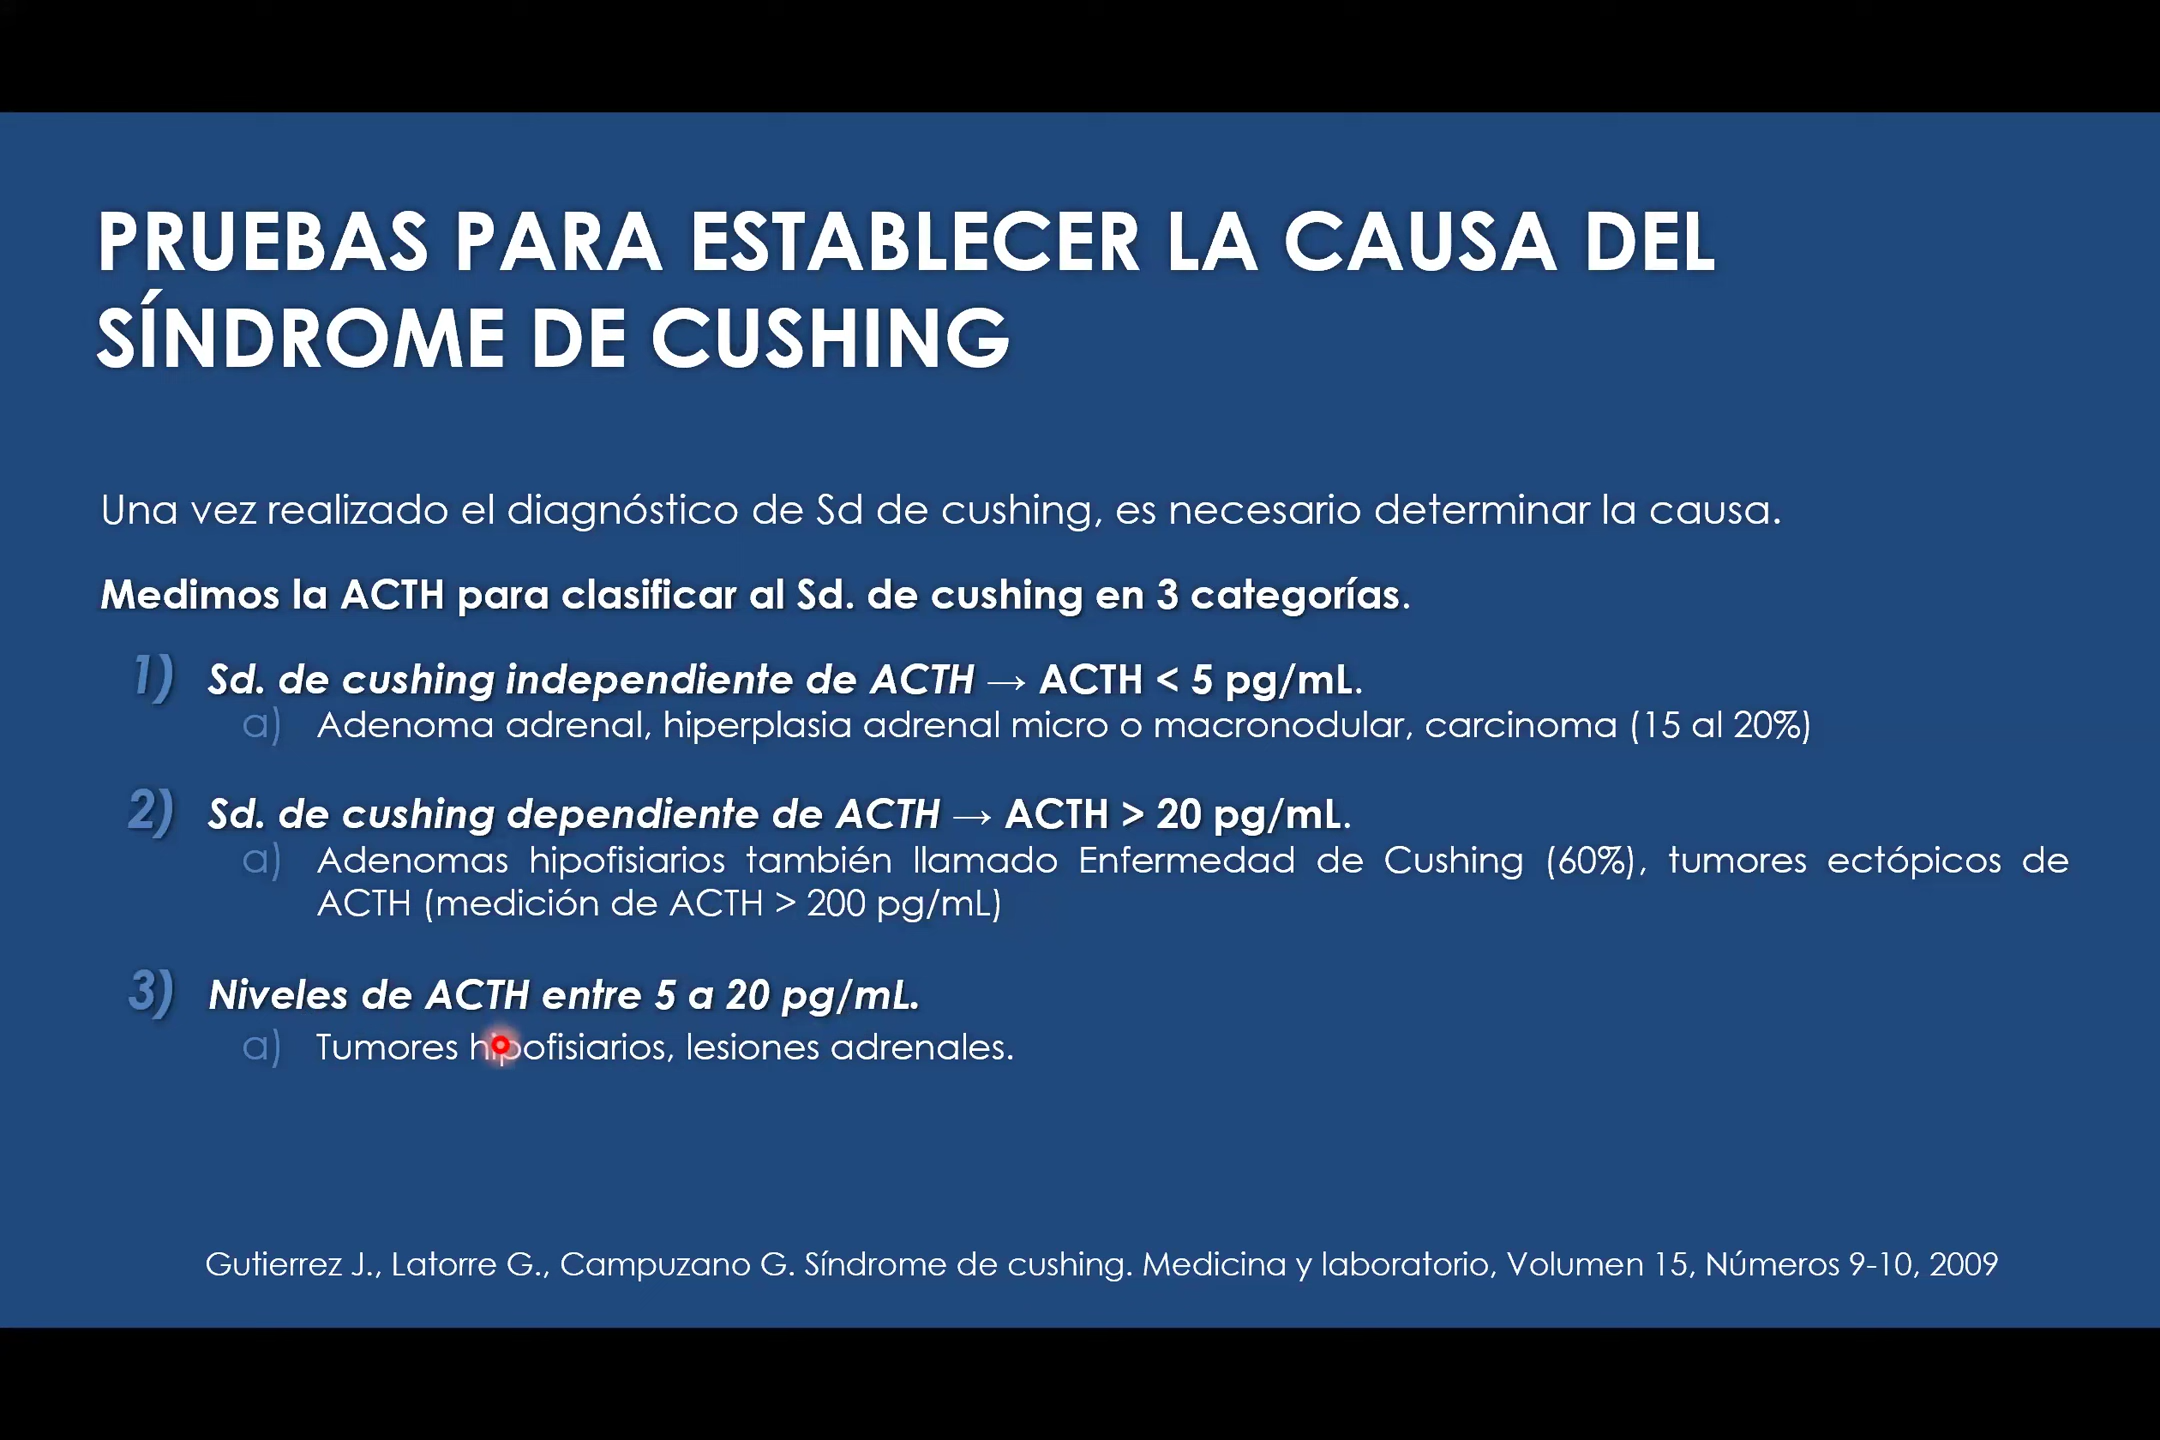 PRUEBAS PARA ESTABLECER LA CAUSA DEL
SÍNDROME DE CUSHING
Una vez realizado el diagnóstico de Sd de cushing, es necesario determinar la causa.
Medimos la ACTH para clasificar al Sd. de cushing en 3 categorías.
1) Sd. de cushing independiente de ACTH → ACTH < 5 pg/mL.
a) Adenoma adrenal, hiperplasia adrenal micro o macronodular, carcinoma (15 al 20%)
2) Sd. de cushing dependiente de ACTH → ACTH > 20 pg/mL.
a) Adenomas hipofisiarios también llamado Enfermedad de Cushing (60%), tumores ectópicos de
ACTH (medición de ACTH > 200 pg/mL)
3) Niveles de ACTH entre 5 a 20 pg/mL.
a) Tumores hipofisiarios, lesiones adrenales.
Gutierrez J., Latorre G., Campuzano G. Síndrome de cushing. Medicina y laboratorio, Volumen 15, Números 9-10, 2009